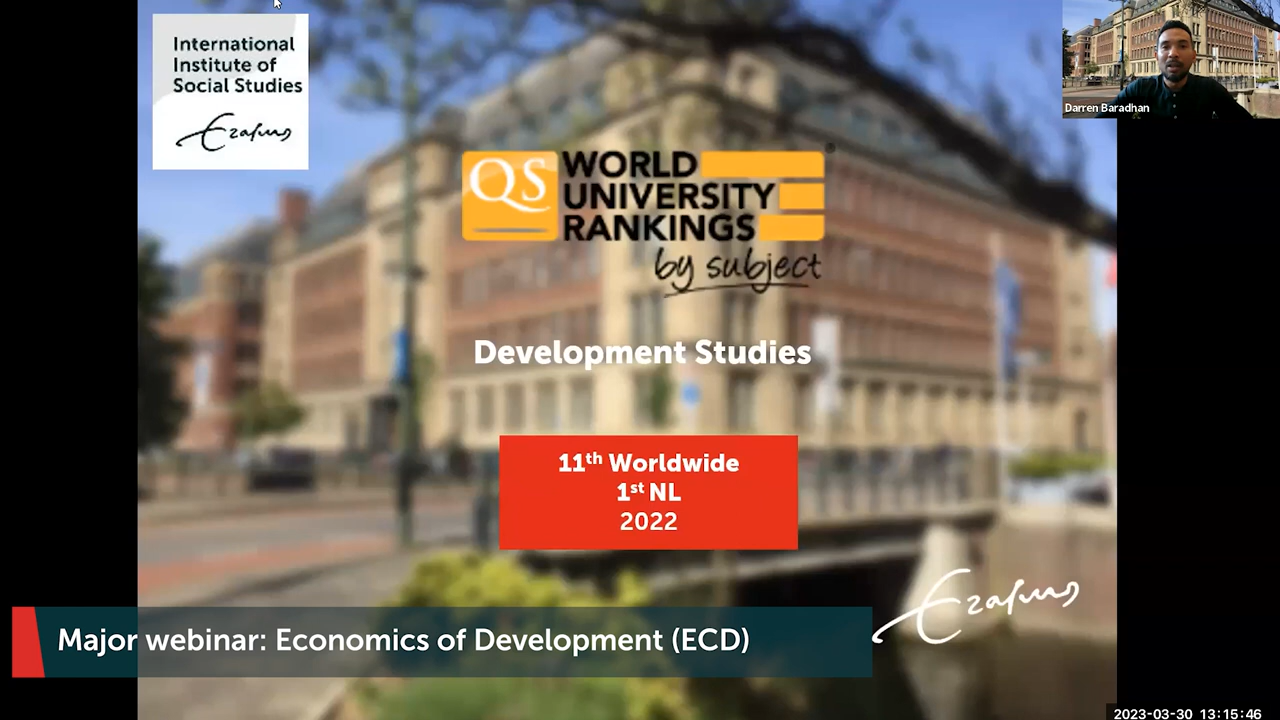 International
Institute of
Social Studies
Erasmus
Darren Baradhan
QS WORLD
UNIVERSITY
RANKINGS
by subject
Development Studies
11th Worldwide
1st NL
2022
Erasmus
Major webinar: Economics of Development (ECD)
2023-03-30 13:15:46